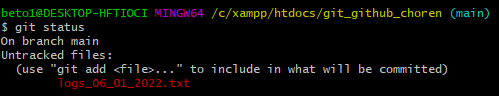 beto1@DESKTOP-HFTIOCI MINGW64 /c/xampp/htdocs/git_github_choren (main)
$ git status
On branch main
Untracked files:
  (use "git add <file>..." to include in what will be committed)
        logs_06_01_2022.txt